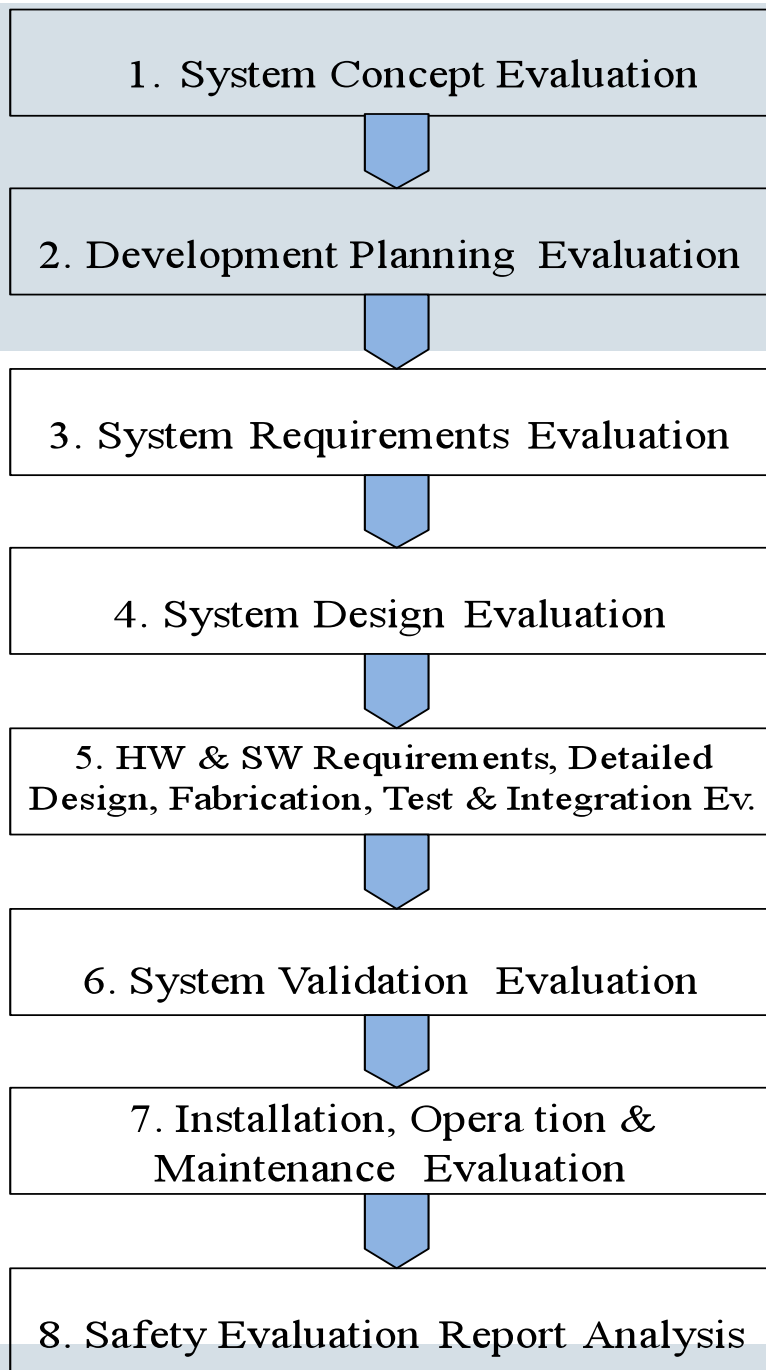 1. System Concept Evaluation
2. Development Planning Evaluation
3. System Requirements Evaluation
4. System Design Evaluation
5. HW & SW Requirements, Detailed
Design, Fabrication, Test & Integration Ev.
6. System Validation Evaluation
7. Installation, Opera tion &
Maintenance Evaluation
8. Safety Evaluation Report Analysis